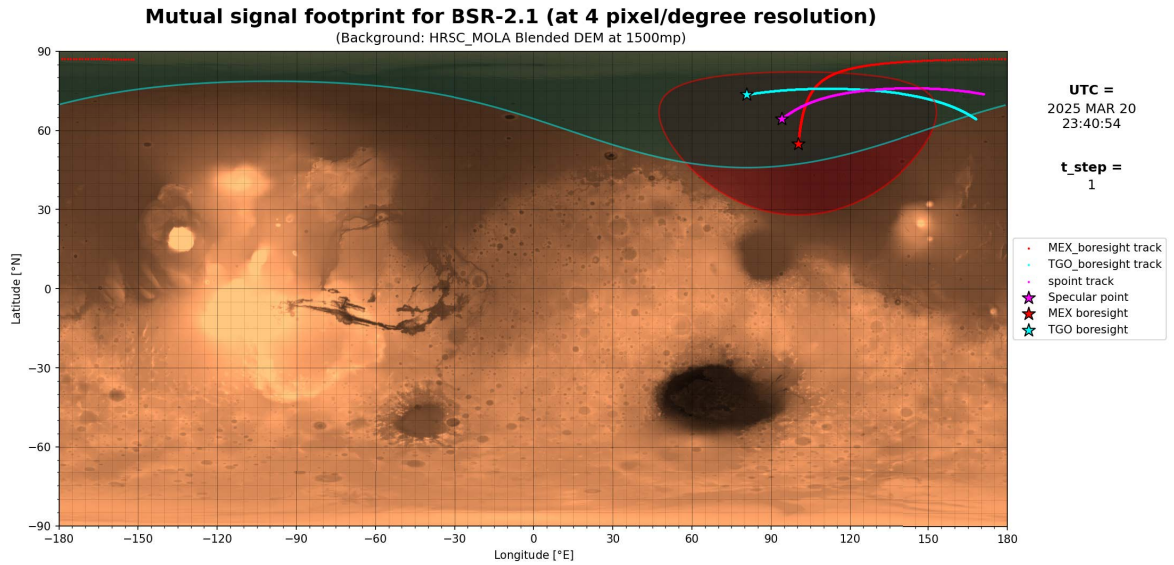 Mutual signal footprint for BSR-2.1 (at 4 pixel/degree resolution)
(Background: HRSC_MOLA Blended DEM at 1500mp)
90
60
30
0
−30
−60
−90
Latitude [°N]
−180
−150
−120
−90
−60
−30
0
30
60
90
120
150
180
Longitude [°E]
UTC =
2025 MAR 20
23:40:54
t_step =
1
MEX_boresight track
TGO_boresight track
spoint track
Specular point
MEX boresight
TGO boresight